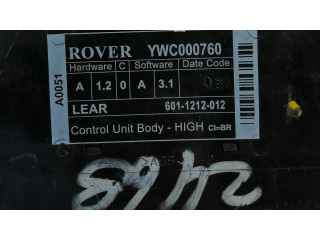 ROVER YWC000760
Hardware C Software Date Code
A 1.2 0 A 3.1
LEAR 601-1212-012
Control Unit Body - HIGH CI=BR
A0051